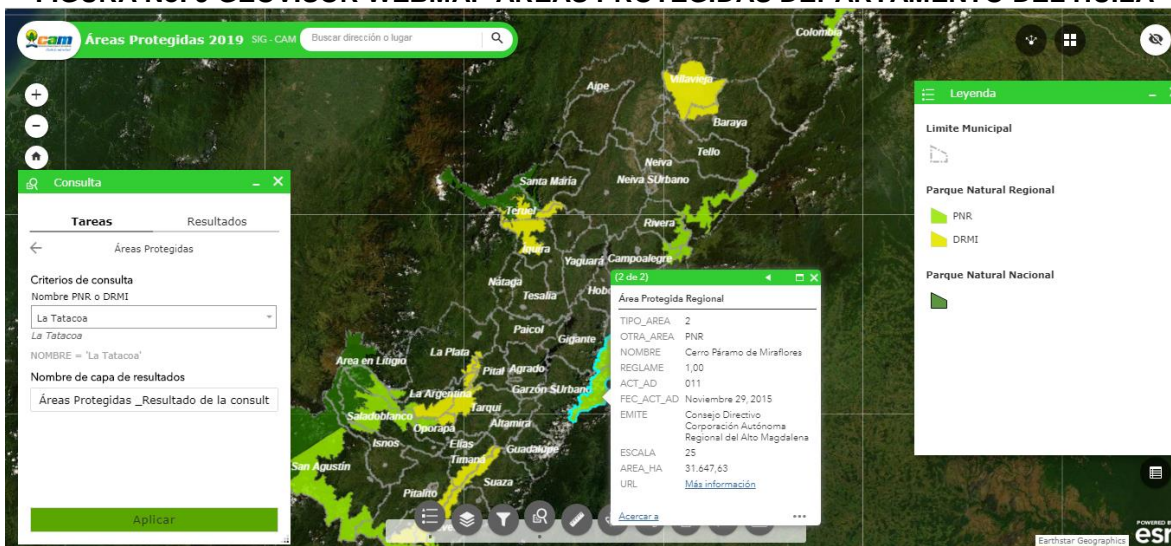 FIGURA No. 6 GEOVISOR WEBMAP ÁREAS PROTEGIDAS DEPARTAMENTO DEL HUILA
cam
Áreas Protegidas 2019 SIG - CAM
Buscar dirección o lugar
Consulta
Tareas Resultados
Áreas Protegidas
Criterios de consulta
Nombre PNR o DRMI
La Tatacoa
La Tatacoa
NOMBRE = 'La Tatacoa'
Nombre de capa de resultados
Áreas Protegidas _Resultado de la consult
Aplicar
Colombia
Villavieja
Aipe
Baraya
Tello
Neiva
Santa María
Neiva SUrbano
Teruel
Rivera
Iquira
Yaguará
Campoalegre
Nátaga
Tesalia
Hobo
Paicol
Gigante
Area en Litigio
La Plata
Pital
Agrado
La Argentina
Garzón SUrbano
Tarqui
Saladoblanco
Oporapa
Altamira
Isnos
Elías
Guadalupe
Timaná
San Agustín
Suaza
Pitalito
(2 de 2)
Área Protegida Regional
TIPO_AREA 2
OTRA_AREA PNR
NOMBRE Cerro Páramo de Miraflores
REGLAME 1,00
ACT_AD 011
FEC_ACT_AD Noviembre 29, 2015
EMITE Consejo Directivo
Corporación Autónoma
Regional del Alto Magdalena
ESCALA 25
AREA_HA 31.647,63
URL Más información
Acercar a
Leyenda
Limite Municipal
Parque Natural Regional
PNR
DRMI
Parque Natural Nacional
Earthstar Geographics
POWERED BY
esri